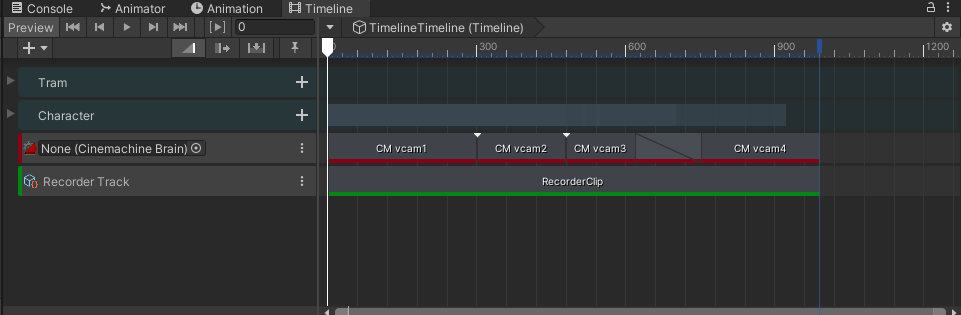 Console Animator Animation Timeline
Preview 0 TimelineTimeline (Timeline)
0 300 600 900 1200
Tram
Character
None (Cinemachine Brain) CM vcam1 CM vcam2 CM vcam3 CM vcam4
Recorder Track RecorderClip